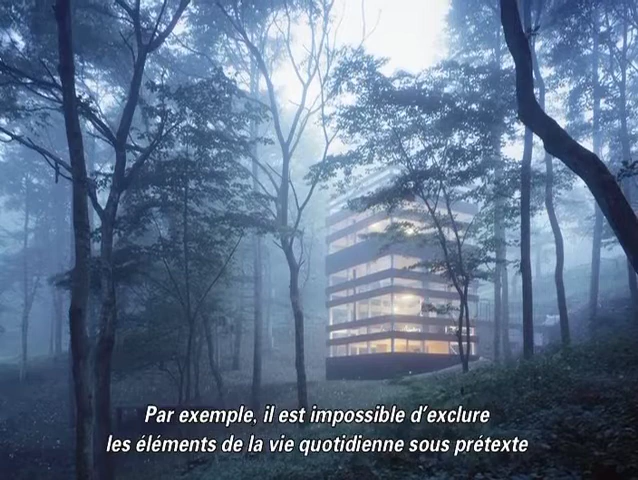 Par exemple, il est impossible d'exclure
les éléments de la vie quotidienne sous prétexte